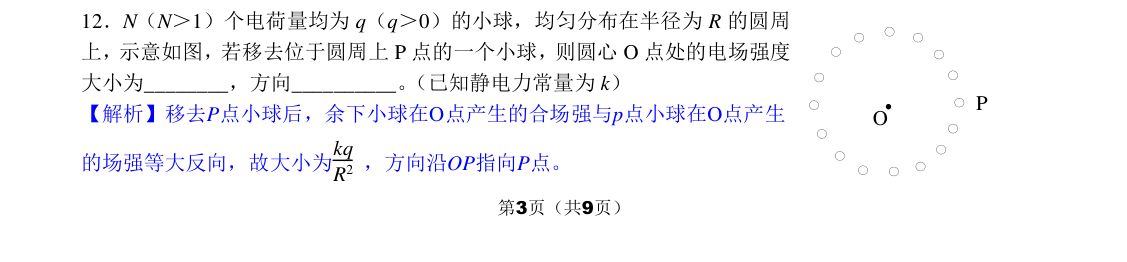 12．N（N＞1）个电荷量均为 q（q＞0）的小球，均匀分布在半径为 R 的圆周
上，示意如图，若移去位于圆周上 P 点的一个小球，则圆心 O 点处的电场强度
大小为________，方向__________。（已知静电力常量为 k）
【解析】移去P点小球后，余下小球在O点产生的合场强与p点小球在O点产生
的场强等大反向，故大小为kq/R²，方向沿OP指向P点。
O
P
第3页（共9页）